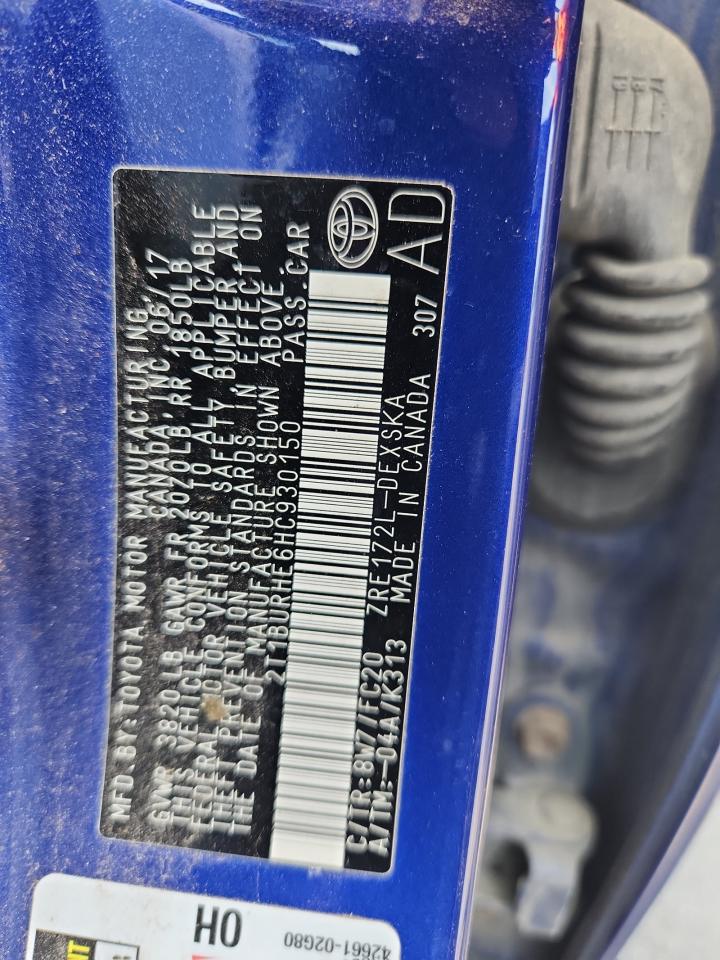 MFD.BY:TOYOTA MOTOR MANUFACTURING
CANADA, INC 06/17
GVWR 3820LB GAWR FR 2020LB RR 1850LB
THIS VEHICLE CONFORMS TO ALL APPLICABLE
FEDERAL MOTOR VEHICLE SAFETY, BUMPER, AND
THEFT PREVENTION STANDARDS IN EFFECT ON
THE DATE OF MANUFACTURE SHOWN ABOVE.
2T1BURHE6HC930150 PASS.CAR
C/TR:8W7/FC20 ZRE172L-DEXSKA
A/TM:-04A/K313 MADE IN CANADA 307 AD
OH
42661-02G80